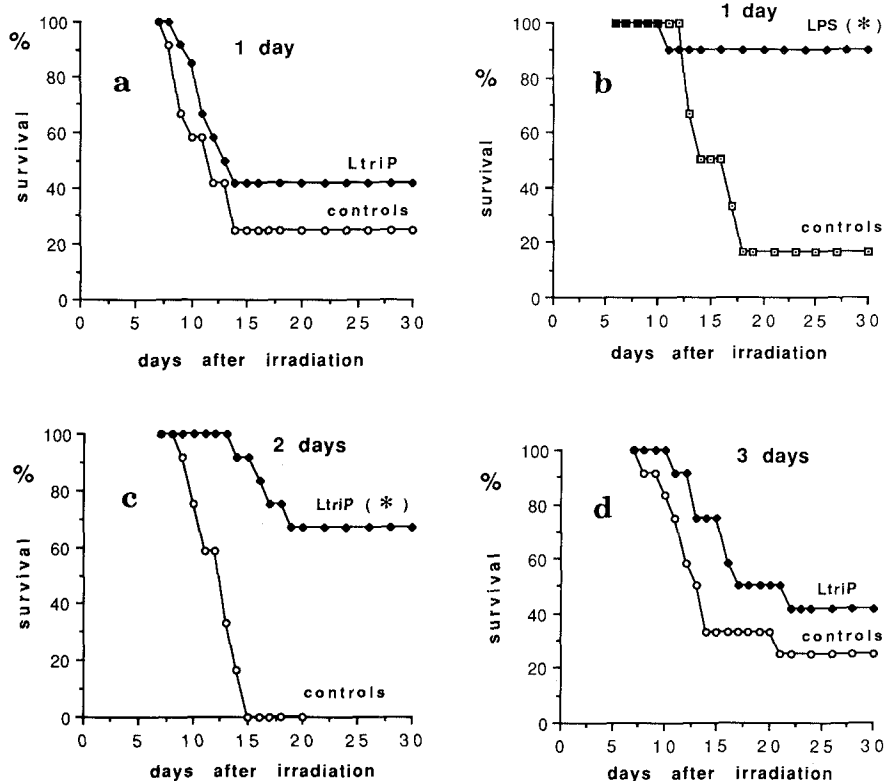 %
survival
a
1 day
LtriP
controls
100
80
60
40
20
0
0 5 10 15 20 25 30
days after irradiation
%
survival
b
1 day
LPS (*)
controls
100
80
60
40
20
0
0 5 10 15 20 25 30
days after irradiation
%
survival
c
2 days
LtriP (*)
controls
100
80
60
40
20
0
0 5 10 15 20 25 30
days after irradiation
%
survival
d
3 days
LtriP
controls
100
80
60
40
20
0
0 5 10 15 20 25 30
days after irradiation